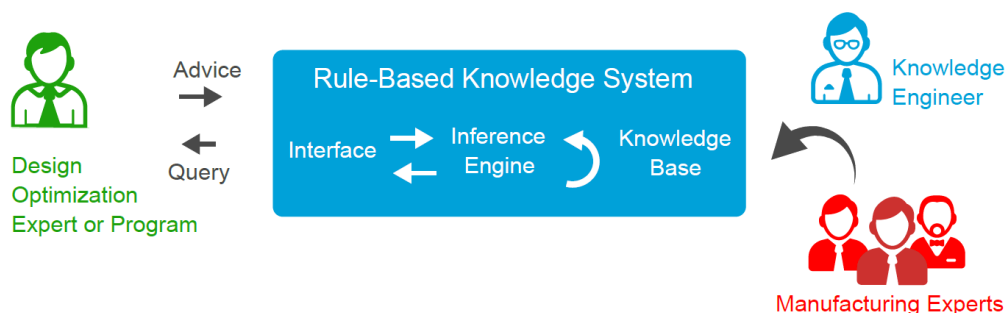 Advice
Query
Design
Optimization
Expert or Program
Rule-Based Knowledge System
Interface
Inference
Engine
Knowledge
Base
Knowledge
Engineer
Manufacturing Experts